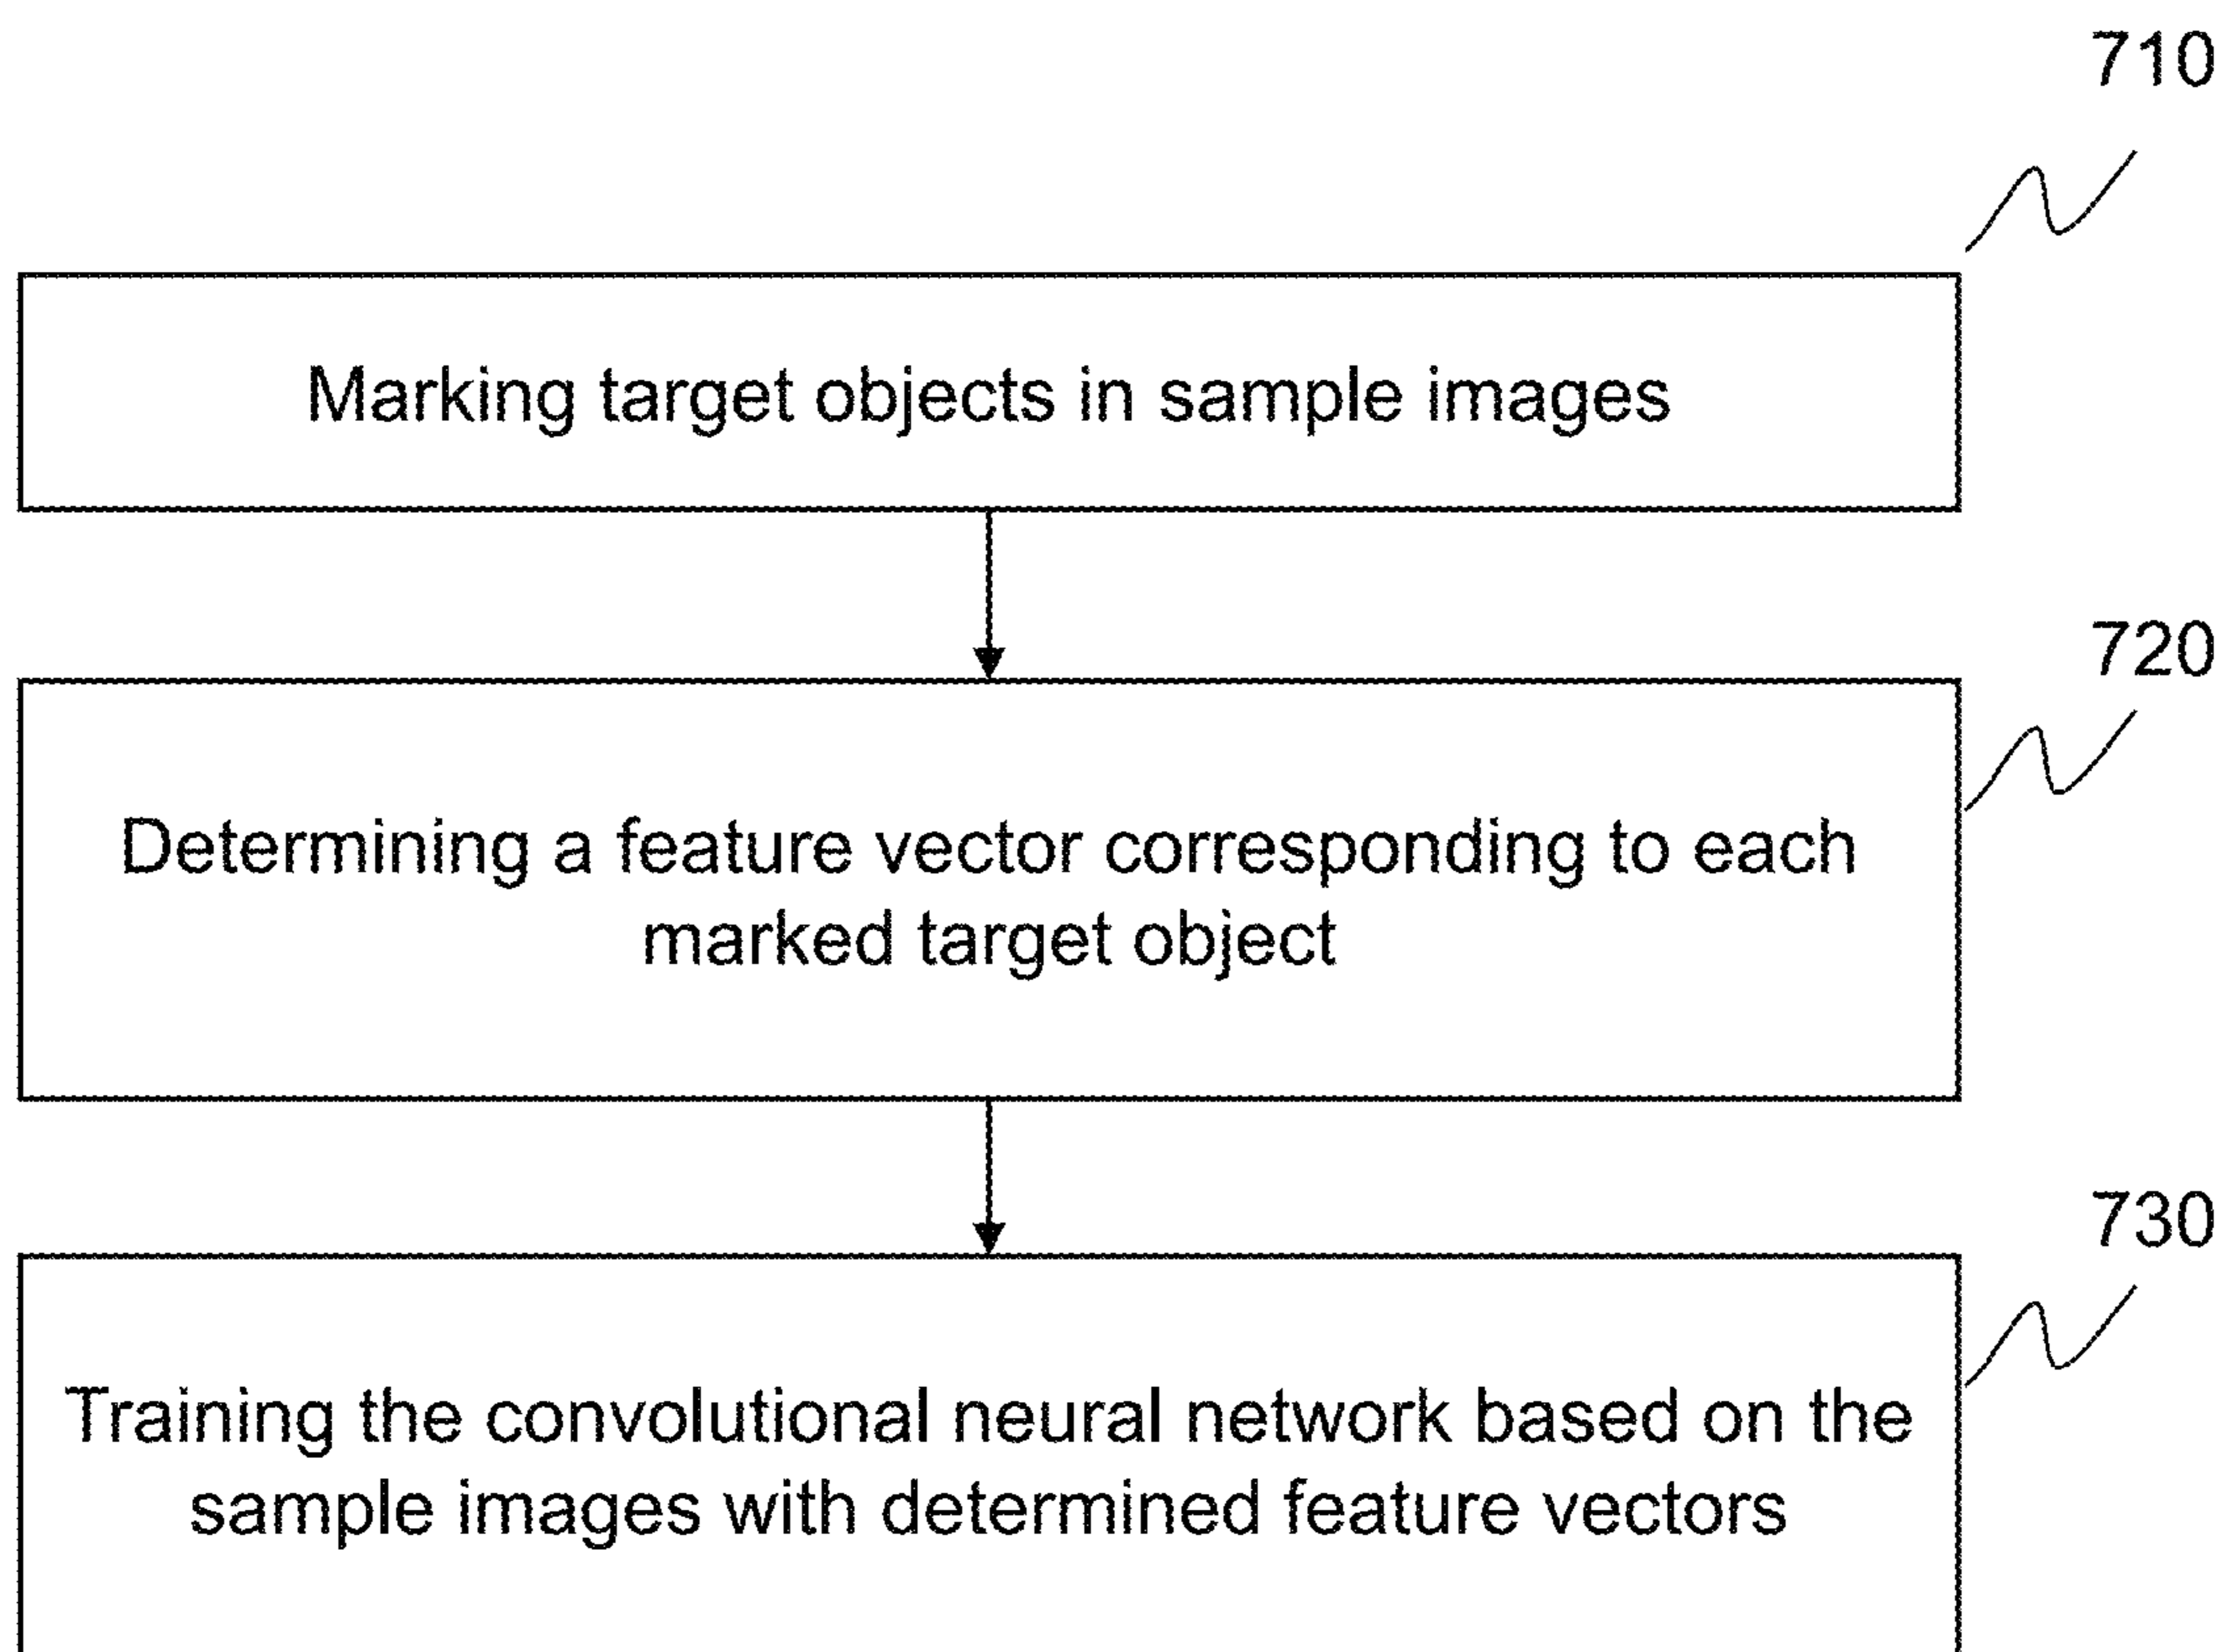 710
Marking target objects in sample images
720
Determining a feature vector corresponding to each
marked target object
730
Training the convolutional neural network based on the
sample images with determined feature vectors